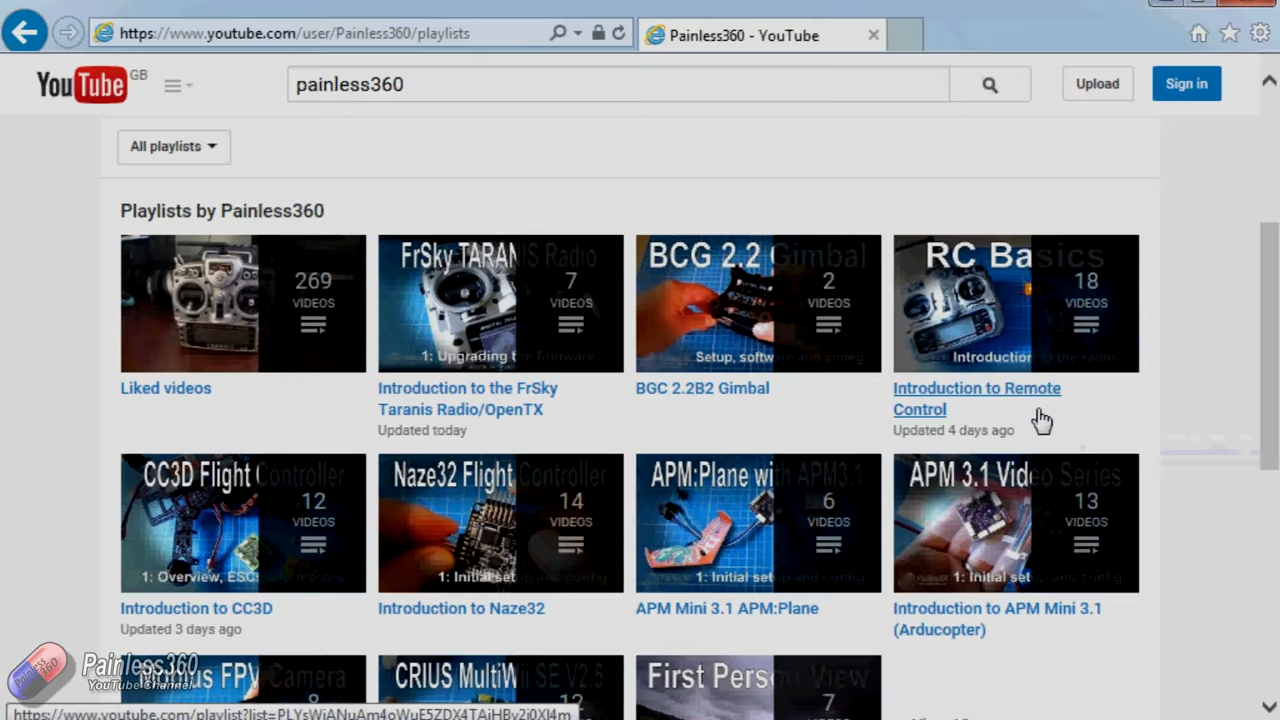 https://www.youtube.com/user/Painless360/playlists
Painless360 - YouTube
YouTube GB
painless360
Upload
Sign in
All playlists
Playlists by Painless360
269
VIDEOS
Liked videos
FrSky TARANIS Radio
7
VIDEOS
1: Upgrading the firmware
Introduction to the FrSky
Taranis Radio/OpenTX
Updated today
BCG 2.2 Gimbal
2
VIDEOS
Setup, software and config
BGC 2.2B2 Gimbal
RC Basics
18
VIDEOS
Introduction to the radio
Introduction to Remote
Control
Updated 4 days ago
CC3D Flight Controller
12
VIDEOS
1: Overview, ESC and motors
Introduction to CC3D
Updated 3 days ago
Naze32 Flight Controller
14
VIDEOS
1: Initial setup and config
Introduction to Naze32
APM:Plane with APM3.1
6
VIDEOS
1: Initial setup and config
APM Mini 3.1 APM:Plane
APM 3.1 Video Series
13
VIDEOS
1: Initial setup and config
Introduction to APM Mini 3.1
(Arducopter)
FPV Camera
8
CRIUS MultiWii SE V2.5
12
First Person View
7
Painless360
YouTube Channel